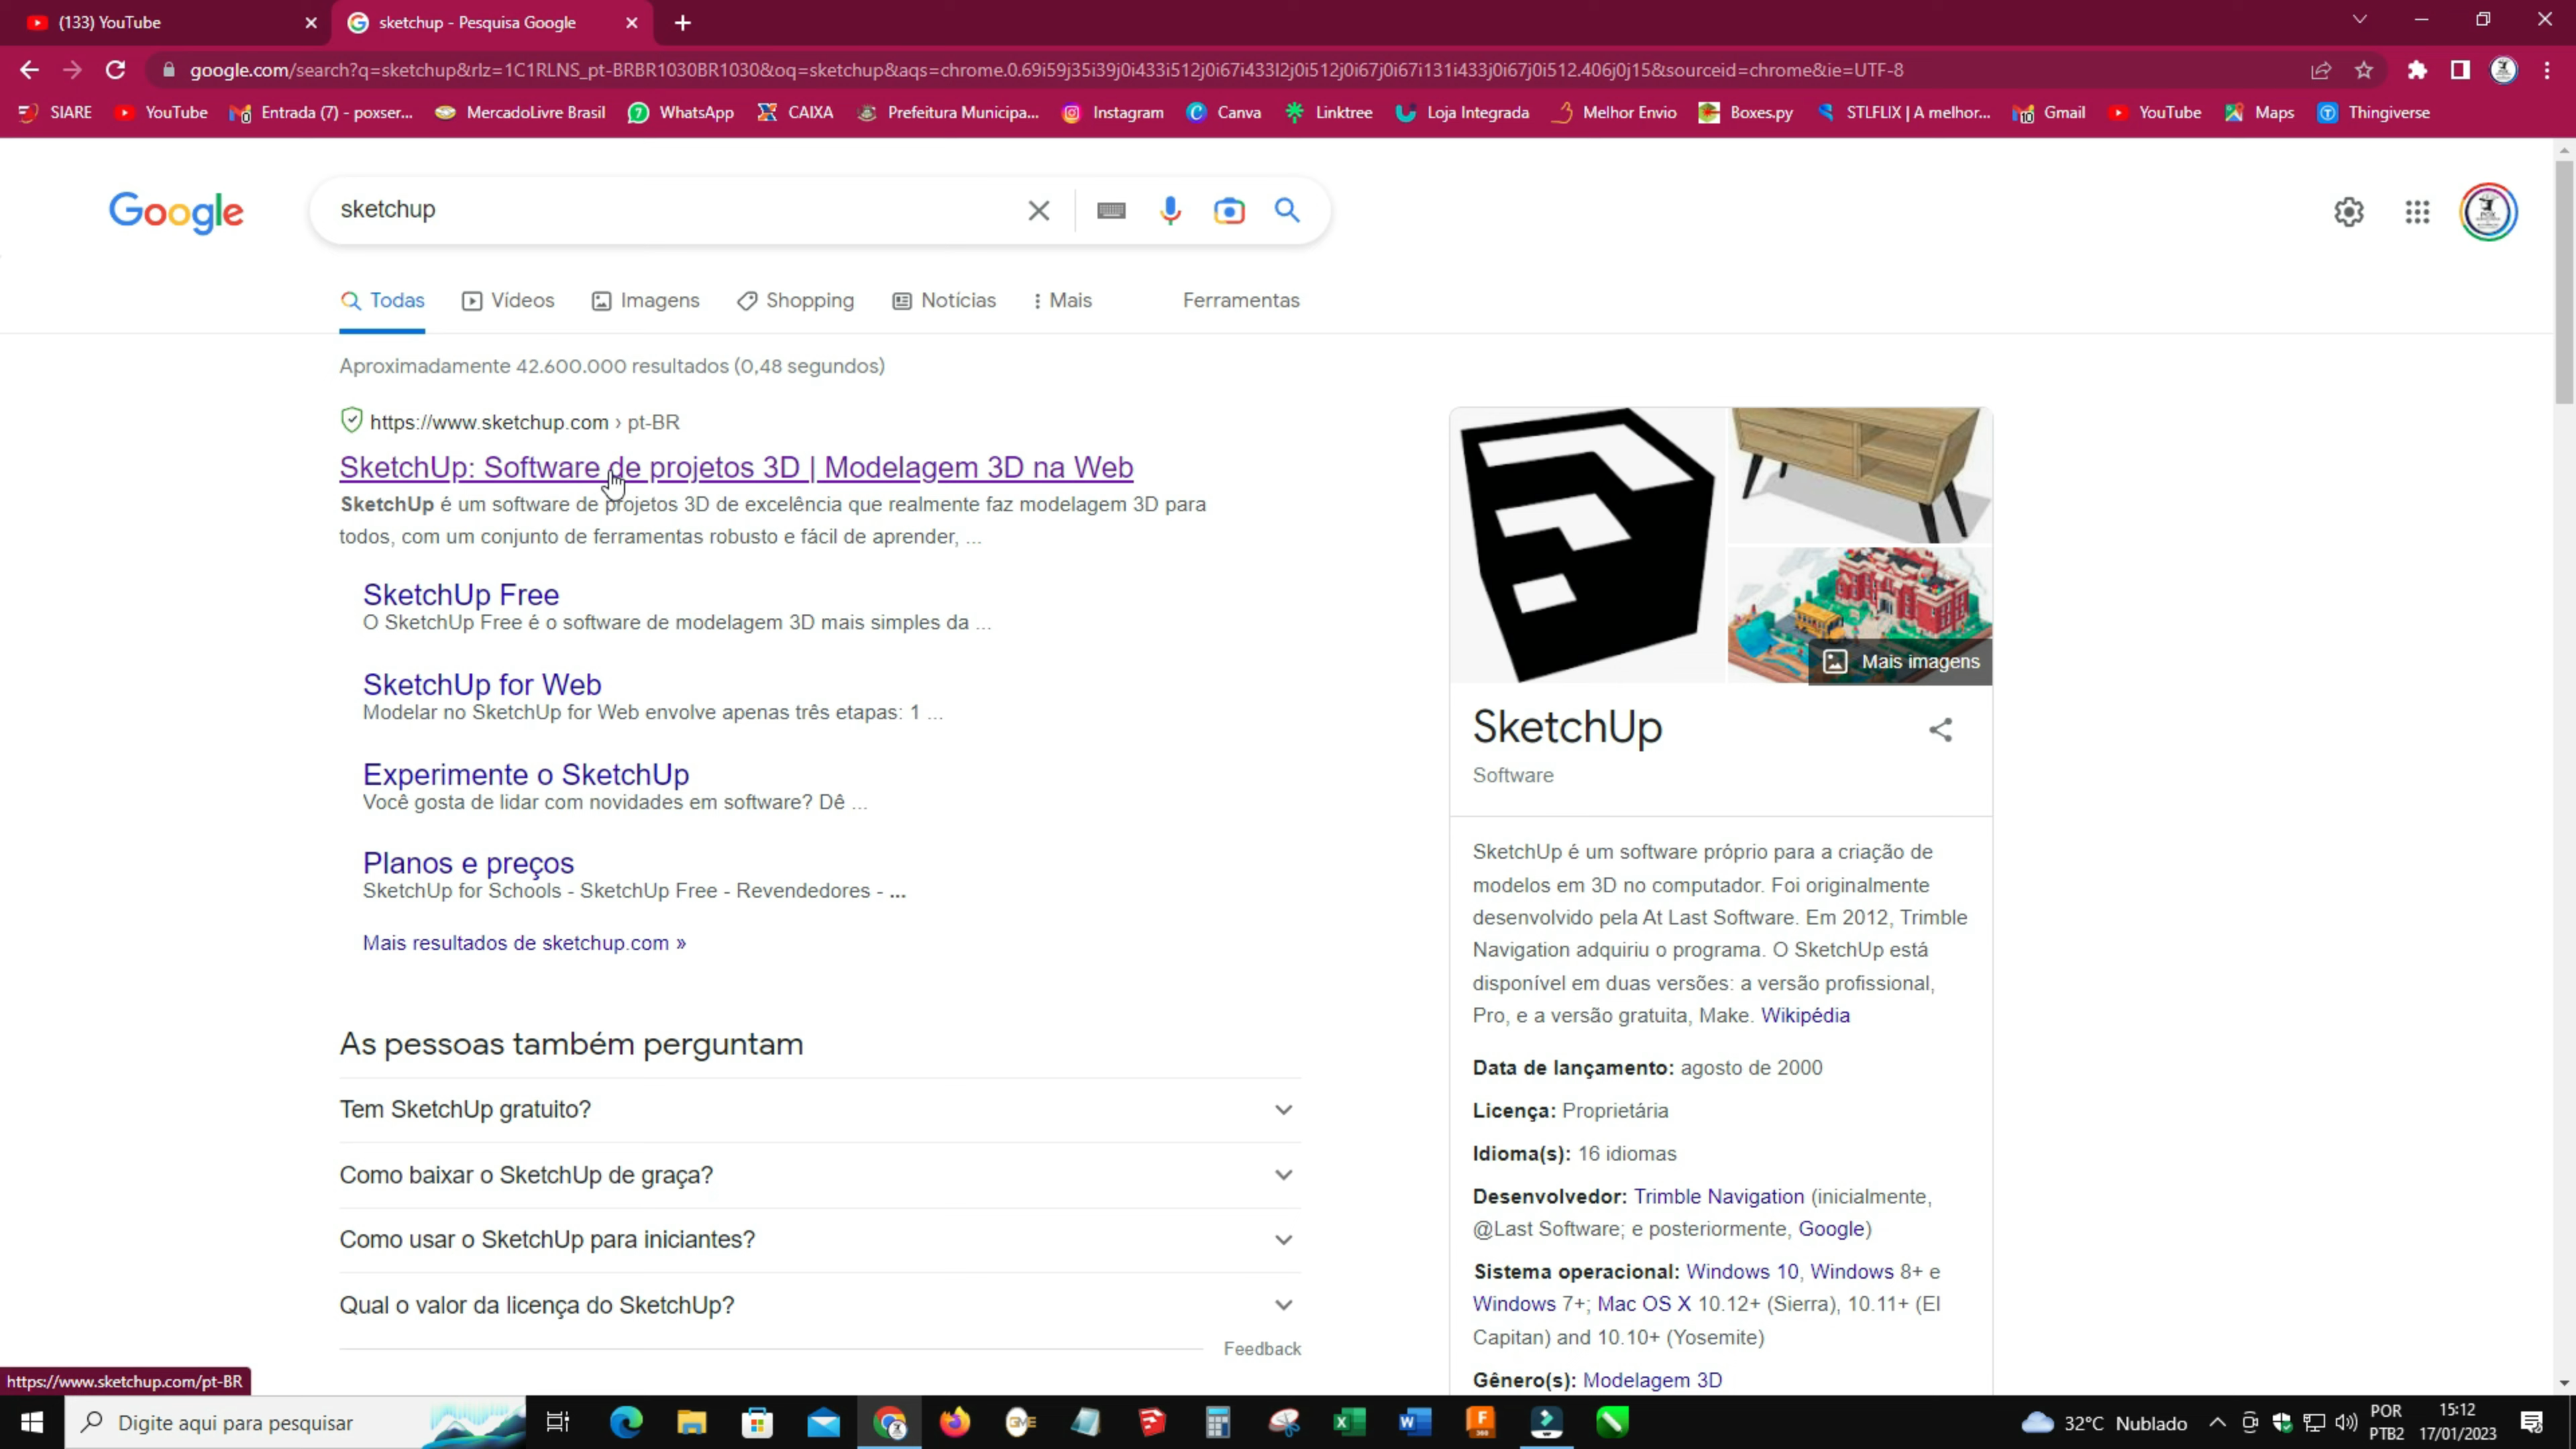 (133) YouTube
sketchup - Pesquisa Google
google.com/search?q=sketchup&rlz=1C1RLNS_pt-BRBR1030BR1030&oq=sketchup&aqs=chrome.0.69i59j35i39j0i433i512j0i67i433l2j0i512j0i67j0i67i131i433j0i67j0i512.406j0j15&sourceid=chrome&ie=UTF-8
SIARE YouTube Entrada (7) - poxser... MercadoLivre Brasil WhatsApp CAIXA Prefeitura Municipa... Instagram Canva Linktree Loja Integrada Melhor Envio Boxes.py STLFLIX | A melhor... Gmail YouTube Maps Thingiverse
Google
sketchup
Todas Vídeos Imagens Shopping Notícias Mais Ferramentas
Aproximadamente 42.600.000 resultados (0,48 segundos)
https://www.sketchup.com › pt-BR
SketchUp: Software de projetos 3D | Modelagem 3D na Web
SketchUp é um software de projetos 3D de excelência que realmente faz modelagem 3D para
todos, com um conjunto de ferramentas robusto e fácil de aprender, ...
SketchUp Free
O SketchUp Free é o software de modelagem 3D mais simples da ...
SketchUp for Web
Modelar no SketchUp for Web envolve apenas três etapas: 1 ...
Experimente o SketchUp
Você gosta de lidar com novidades em software? Dê ...
Planos e preços
SketchUp for Schools - SketchUp Free - Revendedores - ...
Mais resultados de sketchup.com »
As pessoas também perguntam
Tem SketchUp gratuito?
Como baixar o SketchUp de graça?
Como usar o SketchUp para iniciantes?
Qual o valor da licença do SketchUp?
Feedback
Mais imagens
SketchUp
Software
SketchUp é um software próprio para a criação de
modelos em 3D no computador. Foi originalmente
desenvolvido pela At Last Software. Em 2012, Trimble
Navigation adquiriu o programa. O SketchUp está
disponível em duas versões: a versão profissional,
Pro, e a versão gratuita, Make. Wikipédia
Data de lançamento: agosto de 2000
Licença: Proprietária
Idioma(s): 16 idiomas
Desenvolvedor: Trimble Navigation (inicialmente,
@Last Software; e posteriormente, Google)
Sistema operacional: Windows 10, Windows 8+ e
Windows 7+; Mac OS X 10.12+ (Sierra), 10.11+ (El
Capitan) and 10.10+ (Yosemite)
Gênero(s): Modelagem 3D
https://www.sketchup.com/pt-BR
Digite aqui para pesquisar
32°C Nublado
POR
PTB2
15:12
17/01/2023